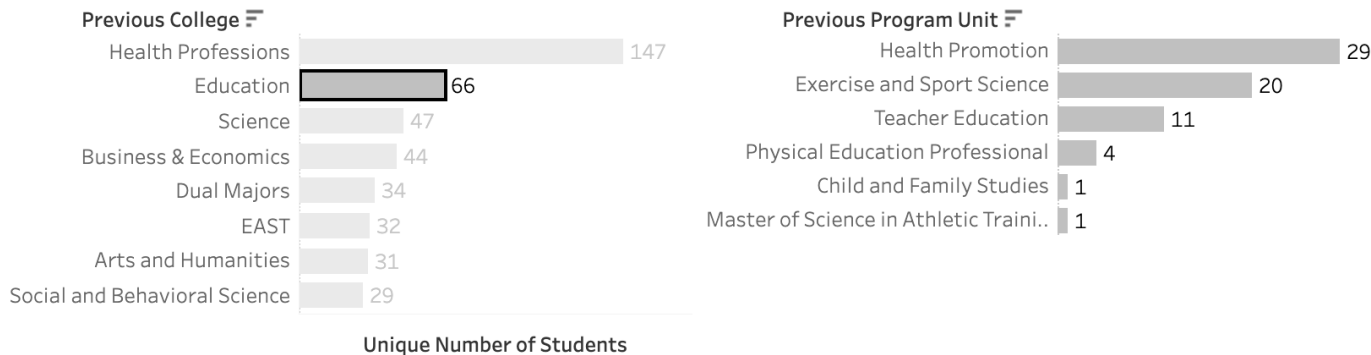 Previous College
Health Professions 147
Education 66
Science 47
Business & Economics 44
Dual Majors 34
EAST 32
Arts and Humanities 31
Social and Behavioral Science 29
Unique Number of Students
Previous Program Unit
Health Promotion 29
Exercise and Sport Science 20
Teacher Education 11
Physical Education Professional 4
Child and Family Studies 1
Master of Science in Athletic Traini.. 1